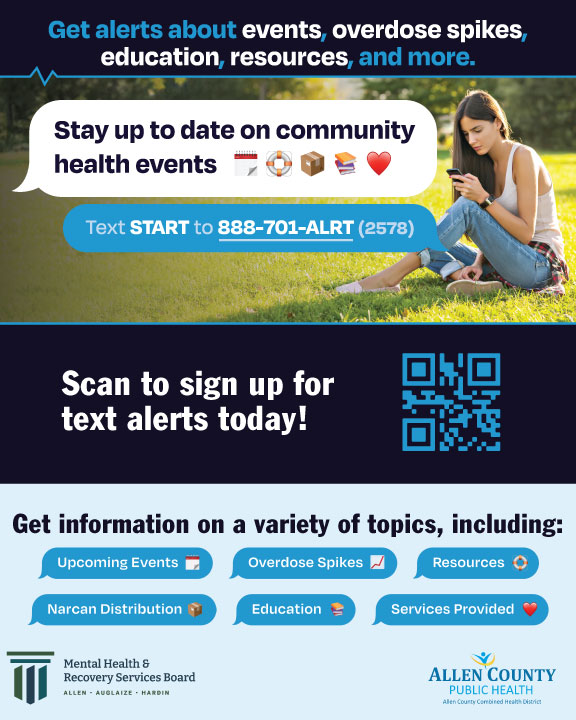 Get alerts about events, overdose spikes,
education, resources, and more.
Stay up to date on community
health events
Text START to 888-701-ALRT (2578)
Scan to sign up for
text alerts today!
Get information on a variety of topics, including:
Upcoming Events
Overdose Spikes
Resources
Narcan Distribution
Education
Services Provided
Mental Health &
Recovery Services Board
ALLEN • AUGLAIZE • HARDIN
ALLEN COUNTY
PUBLIC HEALTH
Allen County Combined Health District